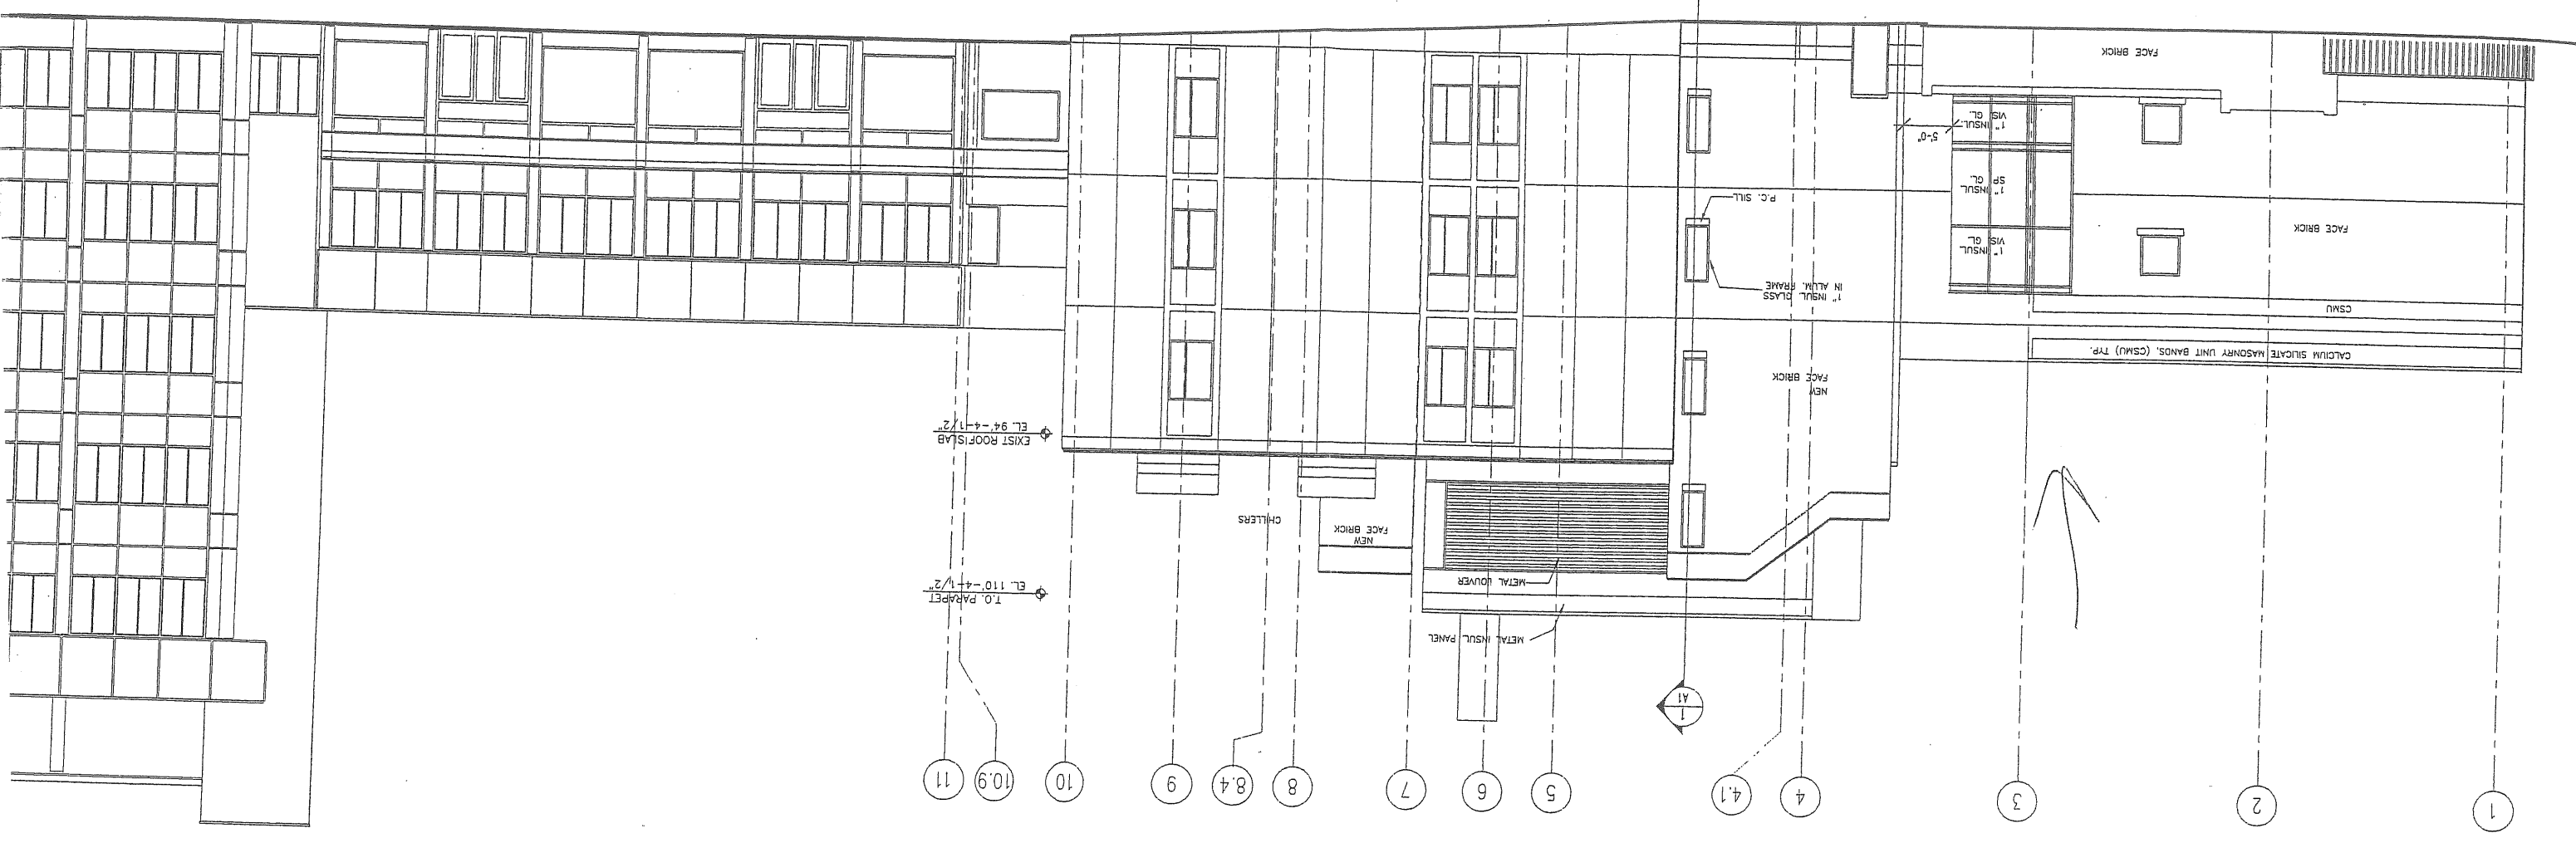 1
2
3
4
4.1
5
6
7
8
8.4
9
10
10.9
11
1
A1
METAL INSUL PANEL
T.O. PARAPET
EL. 110'-4-1/2"
METAL LOUVER
NEW
FACE BRICK
CHILLERS
EXIST ROOF SLAB
EL. 94'-4-1/2"
NEW
FACE BRICK
CALCIUM SILICATE MASONRY UNIT BANDS, (CSMU) TYP.
CSMU
1" INSUL GLASS
IN ALUM. FRAME
1" INSUL
VIS GL
FACE BRICK
P.C. SILL
1" INSUL
SP GL
5'-0"
1" INSUL.
VIS. GL
FACE BRICK